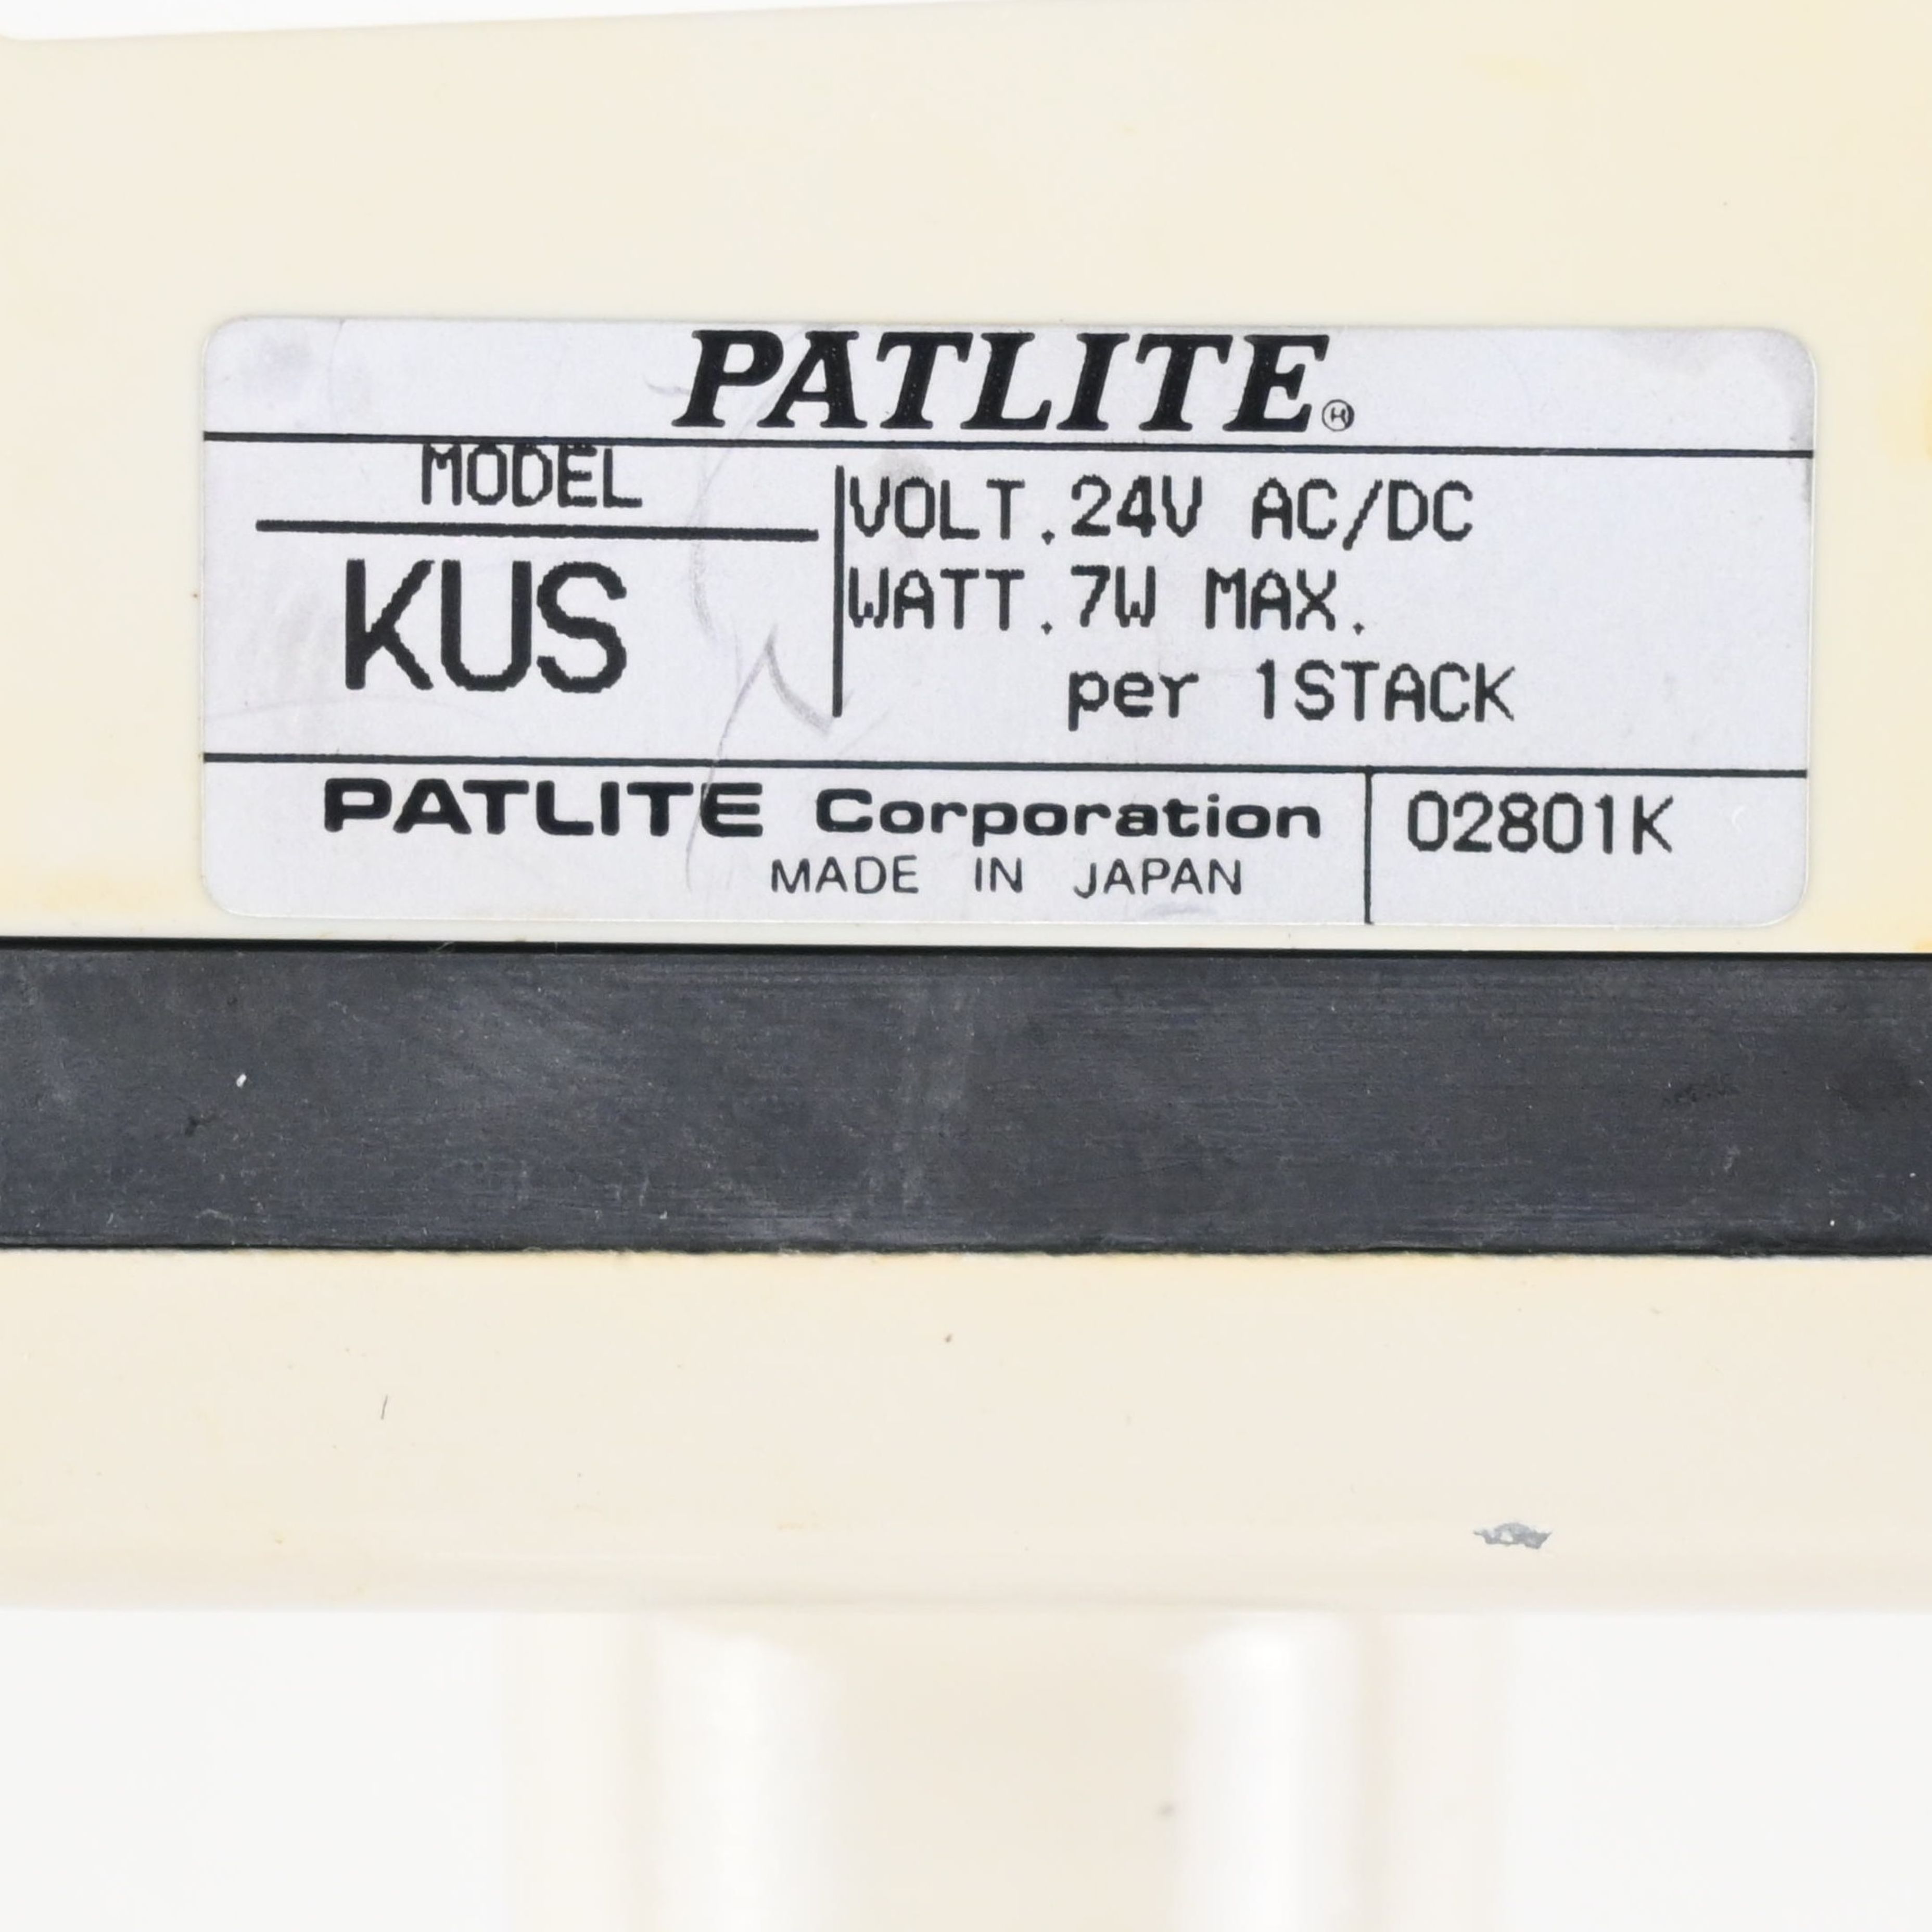 PATLITE®
MODEL
KUS
VOLT.24V AC/DC
WATT.7W MAX.
per 1STACK
PATLITE Corporation
MADE IN JAPAN
02801K